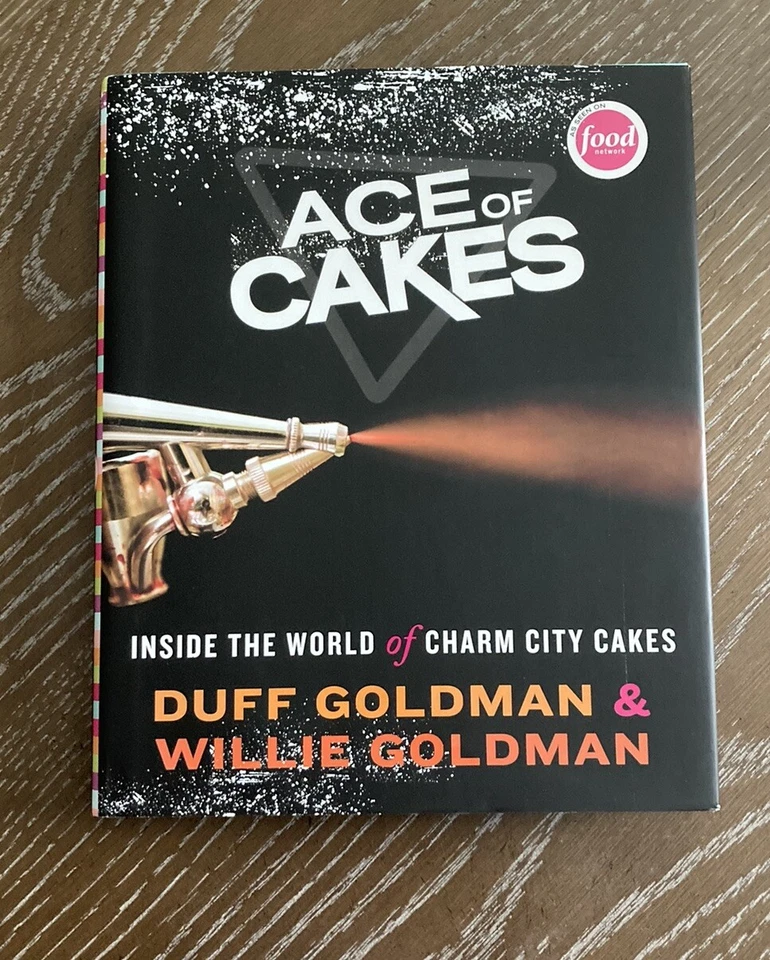 AS SEEN ON
food
network
ACE OF
CAKES
INSIDE THE WORLD of CHARM CITY CAKES
DUFF GOLDMAN &
WILLIE GOLDMAN